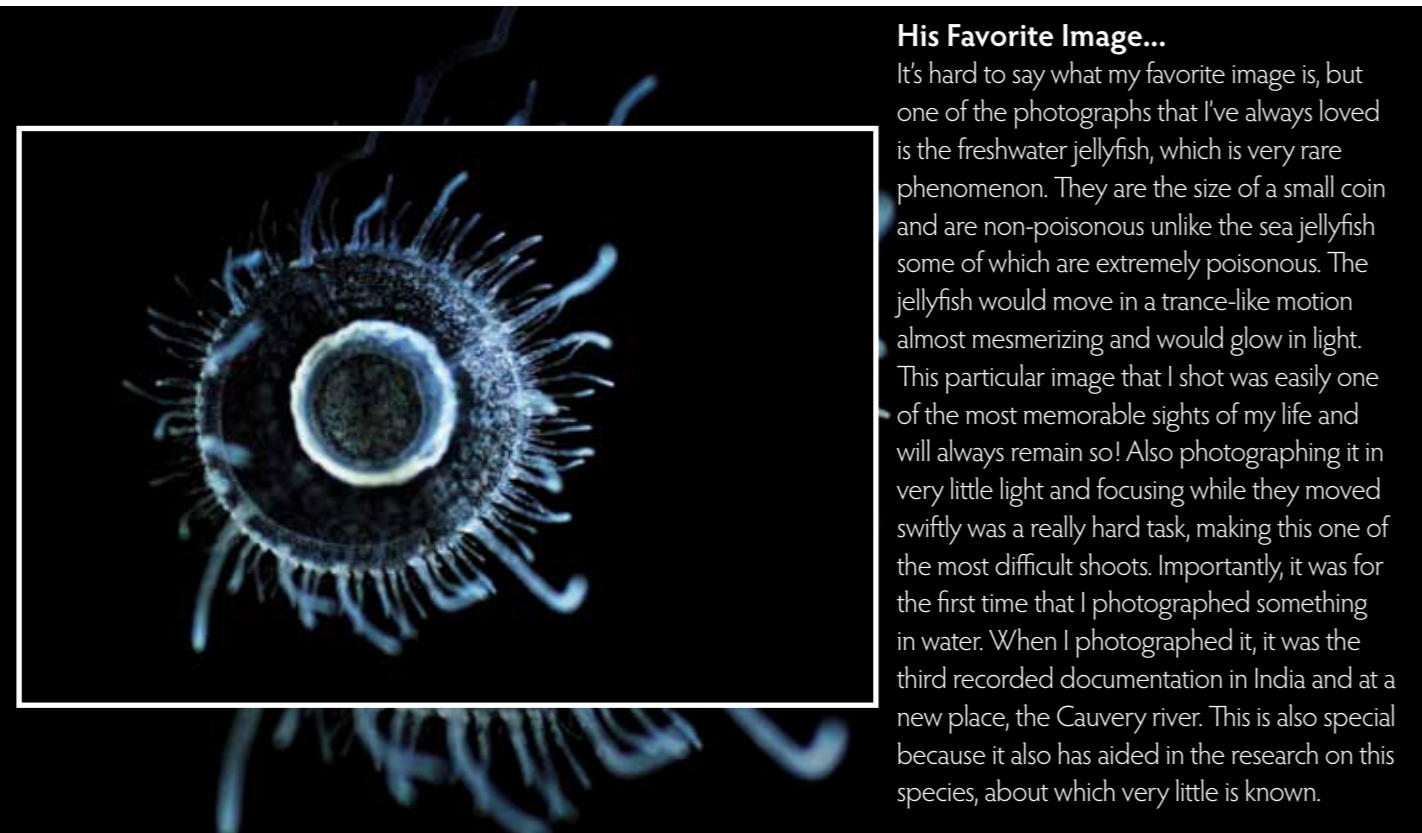 His Favorite Image...
It's hard to say what my favorite image is, but
one of the photographs that I've always loved
is the freshwater jellyfish, which is very rare
phenomenon. They are the size of a small coin
and are non-poisonous unlike the sea jellyfish
some of which are extremely poisonous. The
jellyfish would move in a trance-like motion
almost mesmerizing and would glow in light.
This particular image that I shot was easily one
of the most memorable sights of my life and
will always remain so! Also photographing it in
very little light and focusing while they moved
swiftly was a really hard task, making this one of
the most difficult shoots. Importantly, it was for
the first time that I photographed something
in water. When I photographed it, it was the
third recorded documentation in India and at a
new place, the Cauvery river. This is also special
because it also has aided in the research on this
species, about which very little is known.